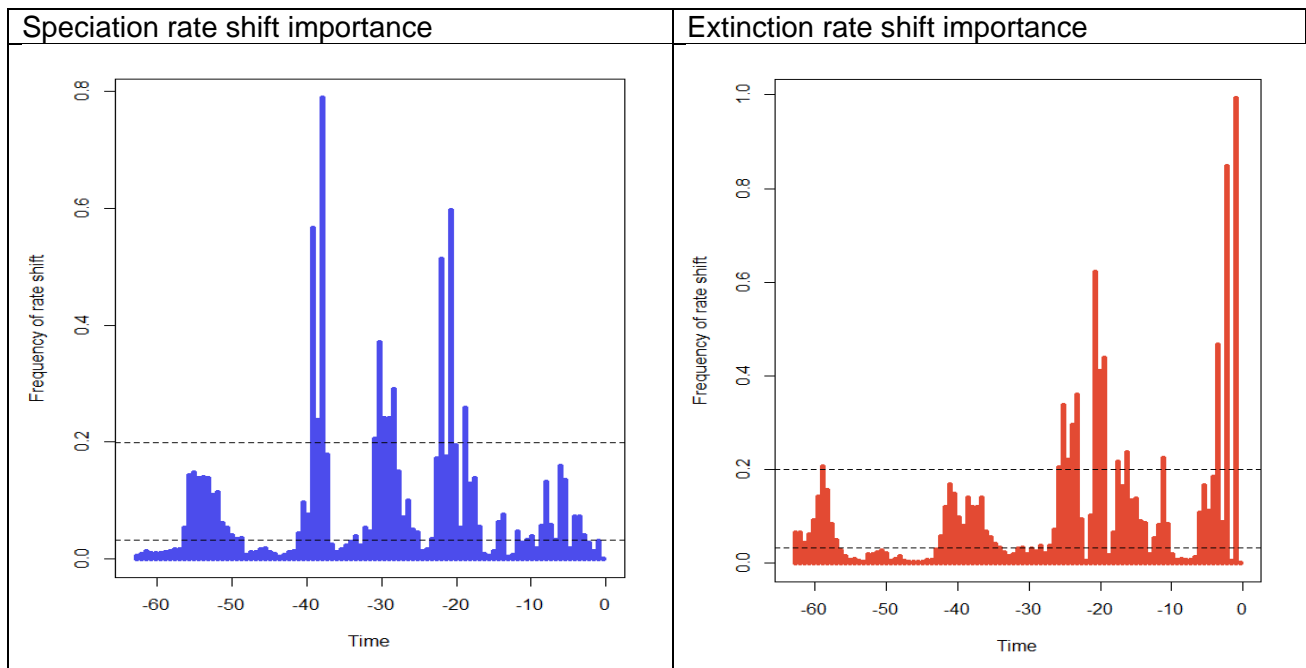 Speciation rate shift importance
Extinction rate shift importance
0.8
0.6
0.4
0.2
0.0
Frequency of rate shift
-60 -50 -40 -30 -20 -10 0
Time
1.0
0.8
0.6
0.4
0.2
0.0
Frequency of rate shift
-60 -50 -40 -30 -20 -10 0
Time